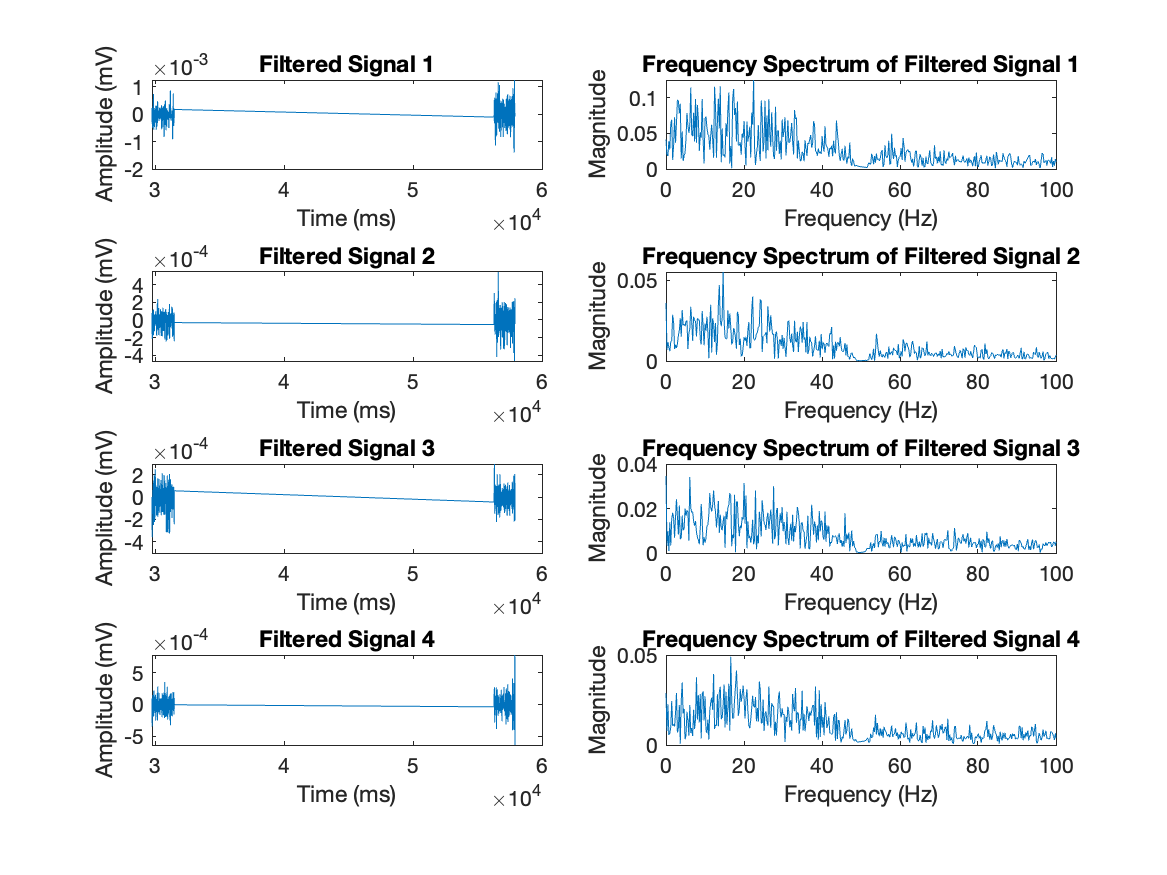 Filtered Signal 1
×10-3
Amplitude (mV)
1
0
-1
-2
3 4 5 6
Time (ms)
×104
Frequency Spectrum of Filtered Signal 1
Magnitude
0.1
0.05
0
0 20 40 60 80 100
Frequency (Hz)
Filtered Signal 2
×10-4
Amplitude (mV)
4
2
0
-2
-4
3 4 5 6
Time (ms)
×104
Frequency Spectrum of Filtered Signal 2
Magnitude
0.05
0
0 20 40 60 80 100
Frequency (Hz)
Filtered Signal 3
×10-4
Amplitude (mV)
2
0
-2
-4
3 4 5 6
Time (ms)
×104
Frequency Spectrum of Filtered Signal 3
Magnitude
0.04
0.02
0
0 20 40 60 80 100
Frequency (Hz)
Filtered Signal 4
×10-4
Amplitude (mV)
5
0
-5
3 4 5 6
Time (ms)
×104
Frequency Spectrum of Filtered Signal 4
Magnitude
0.05
0
0 20 40 60 80 100
Frequency (Hz)